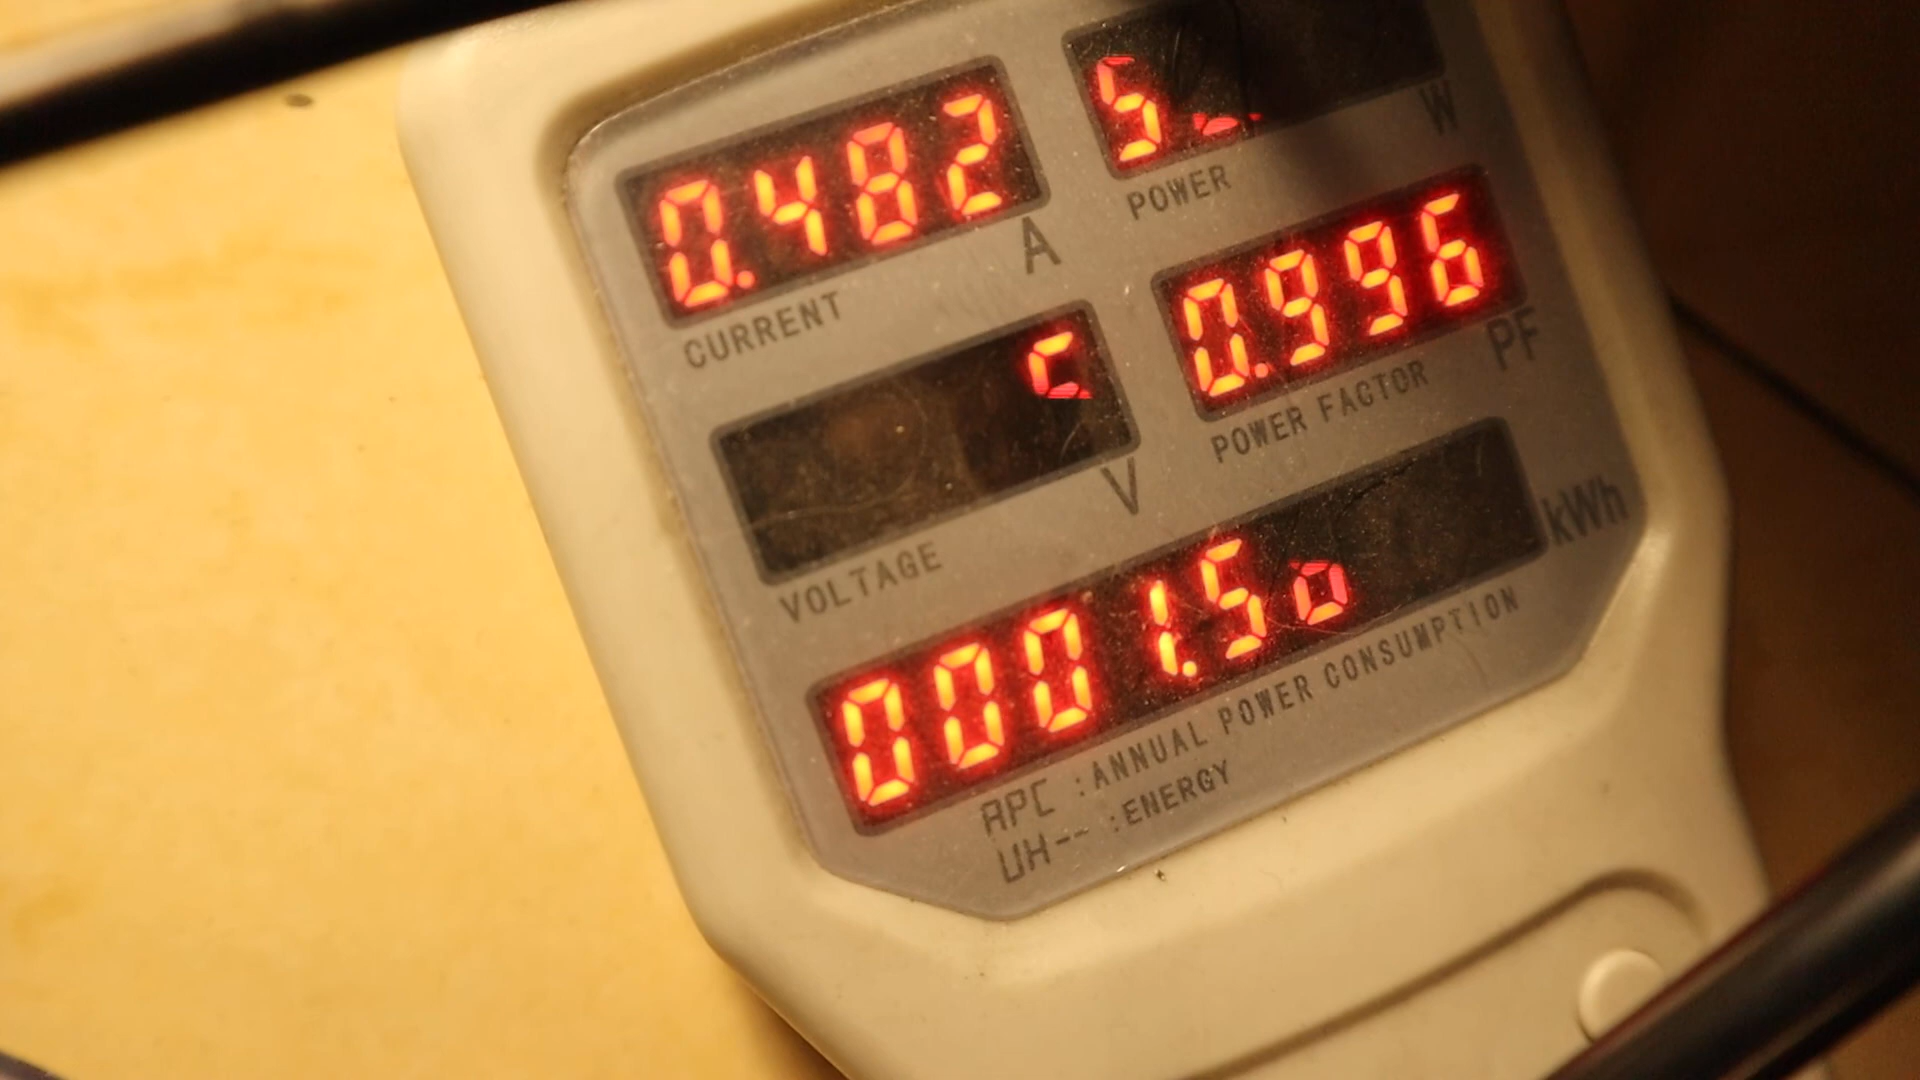 0.482
A
CURRENT
5
W
POWER
V
VOLTAGE
0.996
PF
POWER FACTOR
0001.5
kWh
APC :ANNUAL POWER CONSUMPTION
UH-- :ENERGY